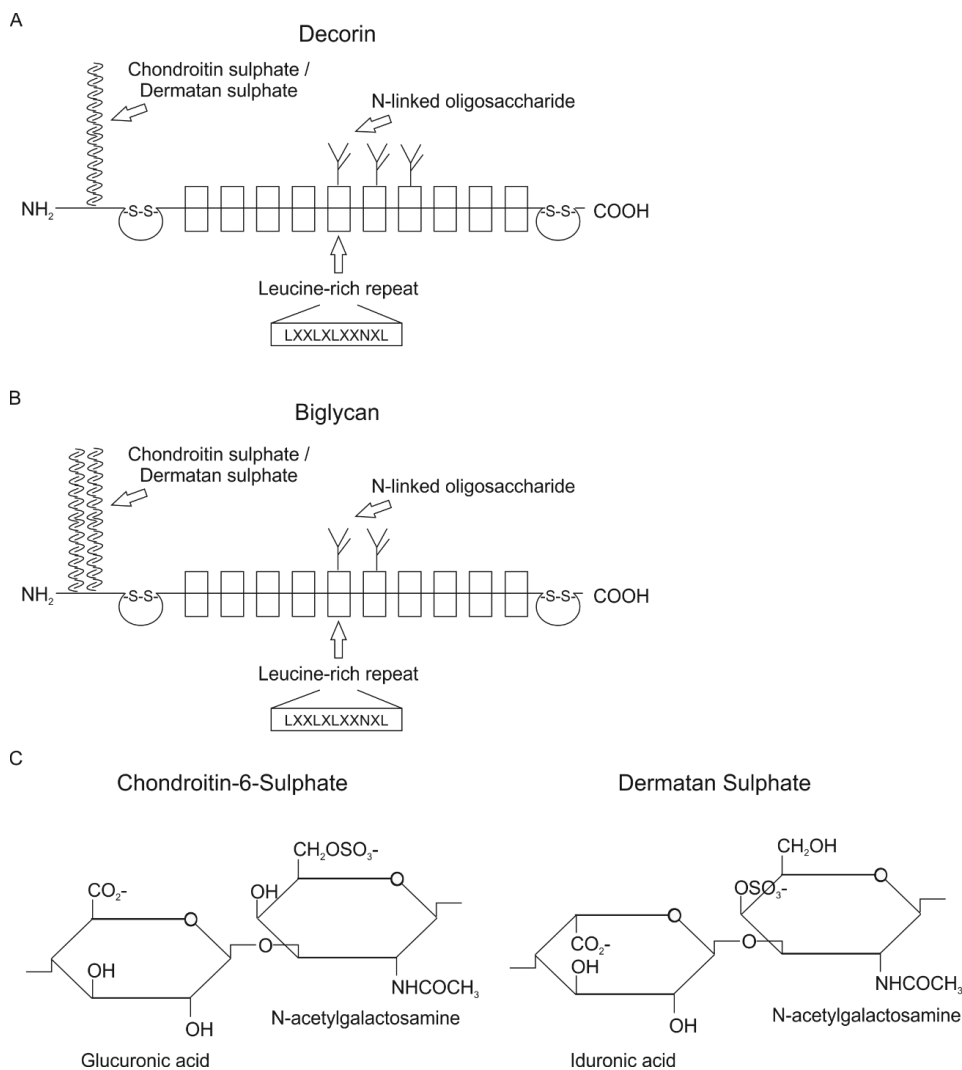 A
Decorin
Chondroitin sulphate /
Dermatan sulphate
N-linked oligosaccharide
NH2
-S-S-
-S-S-
COOH
Leucine-rich repeat
LXXLXLXXNXL
B
Biglycan
Chondroitin sulphate /
Dermatan sulphate
N-linked oligosaccharide
NH2
-S-S-
-S-S-
COOH
Leucine-rich repeat
LXXLXLXXNXL
C
Chondroitin-6-Sulphate
Dermatan Sulphate
CH2OSO3-
CO2-
O
OH
O
O
OH
OH
NHCOCH3
N-acetylgalactosamine
Glucuronic acid
CH2OH
OSO3-
O
O
CO2-
OH
O
OH
NHCOCH3
N-acetylgalactosamine
Iduronic acid